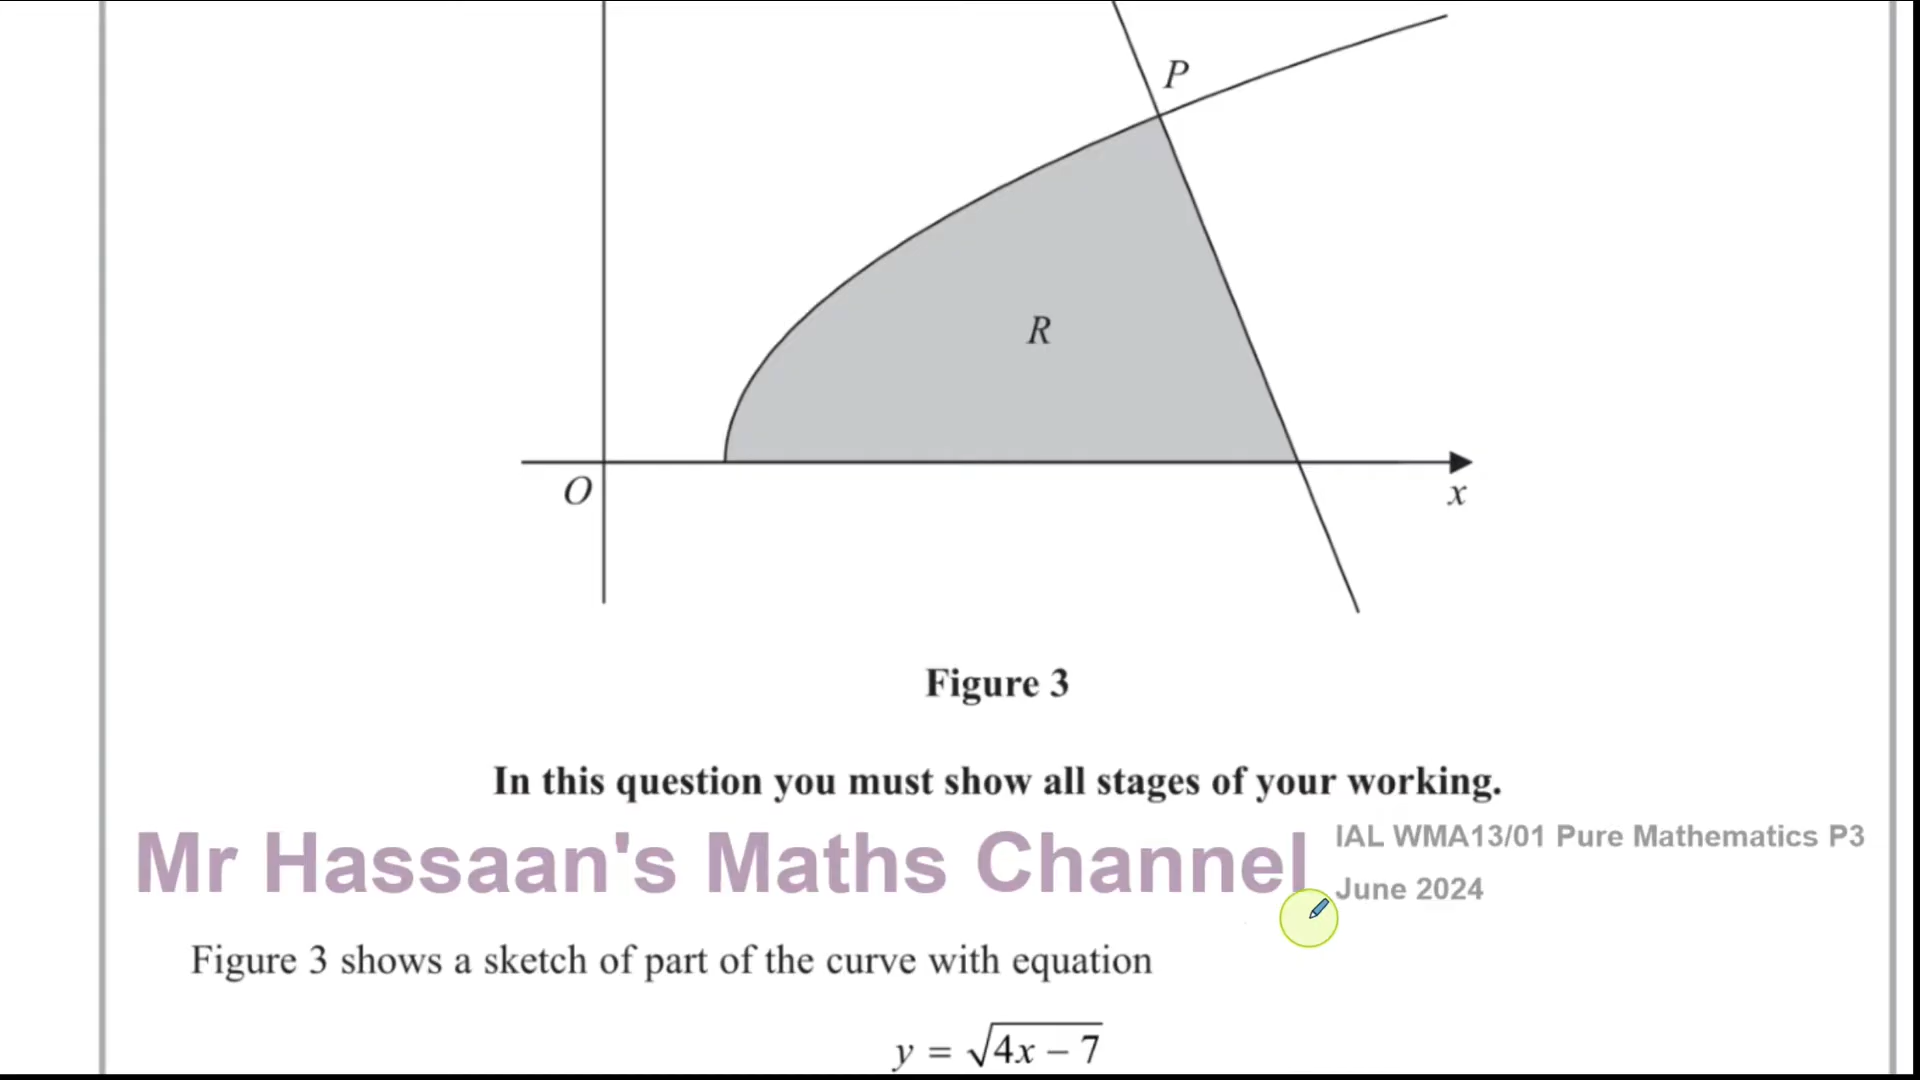 P
R
O
x
Figure 3
In this question you must show all stages of your working.
Mr Hassaan's Maths Channel
IAL WMA13/01 Pure Mathematics P3
June 2024
Figure 3 shows a sketch of part of the curve with equation
y = √(4x − 7)